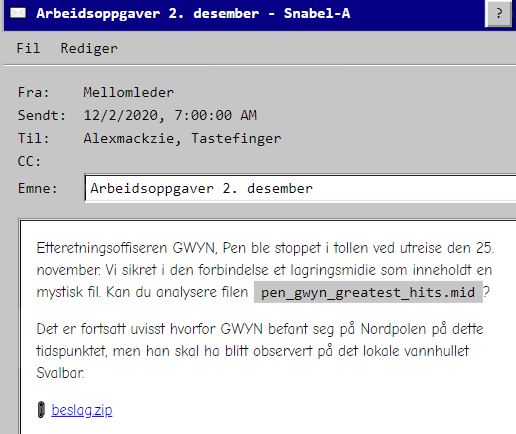 Arbeidsoppgaver 2. desember - Snabel-A
?
Fil Rediger
Fra: Mellomleder
Sendt: 12/2/2020, 7:00:00 AM
Til: Alexmackzie, Tastefinger
CC:
Emne: Arbeidsoppgaver 2. desember
Etteretningsoffiseren GWYN, Pen ble stoppet i tollen ved utreise den 25.
november. Vi sikret i den forbindelse et lagringsmidie som inneholdt en
mystisk fil. Kan du analysere filen pen_gwyn_greatest_hits.mid ?
Det er fortsatt uvisst hvorfor GWYN befant seg på Nordpolen på dette
tidspunktet, men han skal ha blitt observert på det lokale vannhullet
Svalbar.
beslag.zip